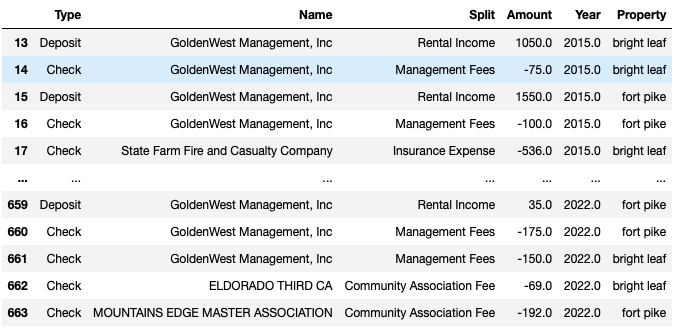 Type Name Split Amount Year Property
13 Deposit GoldenWest Management, Inc Rental Income 1050.0 2015.0 bright leaf
14 Check GoldenWest Management, Inc Management Fees -75.0 2015.0 bright leaf
15 Deposit GoldenWest Management, Inc Rental Income 1550.0 2015.0 fort pike
16 Check GoldenWest Management, Inc Management Fees -100.0 2015.0 fort pike
17 Check State Farm Fire and Casualty Company Insurance Expense -536.0 2015.0 bright leaf
... ... ... ... ... ... ...
659 Deposit GoldenWest Management, Inc Rental Income 35.0 2022.0 fort pike
660 Check GoldenWest Management, Inc Management Fees -175.0 2022.0 fort pike
661 Check GoldenWest Management, Inc Management Fees -150.0 2022.0 bright leaf
662 Check ELDORADO THIRD CA Community Association Fee -69.0 2022.0 bright leaf
663 Check MOUNTAINS EDGE MASTER ASSOCIATION Community Association Fee -192.0 2022.0 fort pike